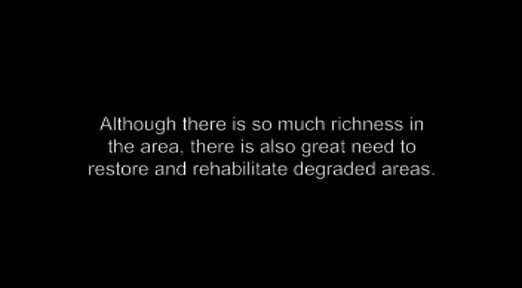 Although there is so much richness in
the area, there is also great need to
restore and rehabilitate degraded areas.